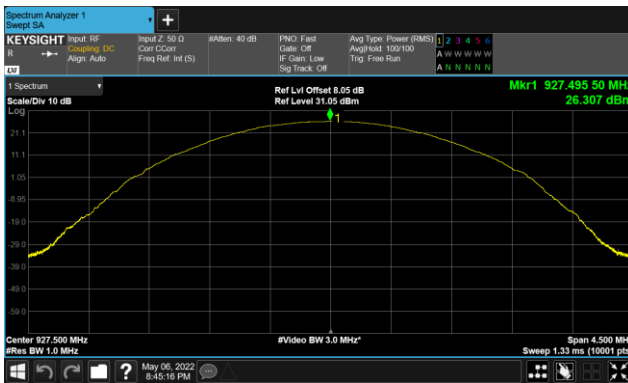 Spectrum Analyzer 1
Swept SA
+
KEYSIGHT Input: RF Input Z: 50 Ω #Atten: 40 dB PNO: Fast Avg Type: Power (RMS) 1 2 3 4 5 6
R Coupling: DC Corr CCorr Gate: Off Avg|Hold: 100/100 A W W W W W
Align: Auto Freq Ref: Int (S) IF Gain: Low Trig: Free Run
LXI Sig Track: Off A N N N N N
1 Spectrum Ref Lvl Offset 8.05 dB Mkr1 927.495 50 MHz
Scale/Div 10 dB Ref Level 31.05 dBm 26.307 dBm
Log
1
21.1
11.1
1.05
-8.95
-19.0
-29.0
-39.0
-49.0
-59.0
Center 927.500 MHz #Video BW 3.0 MHz* Span 4.500 MH
#Res BW 1.0 MHz Sweep 1.33 ms (10001 pts
? May 06, 2022
8:45:16 PM